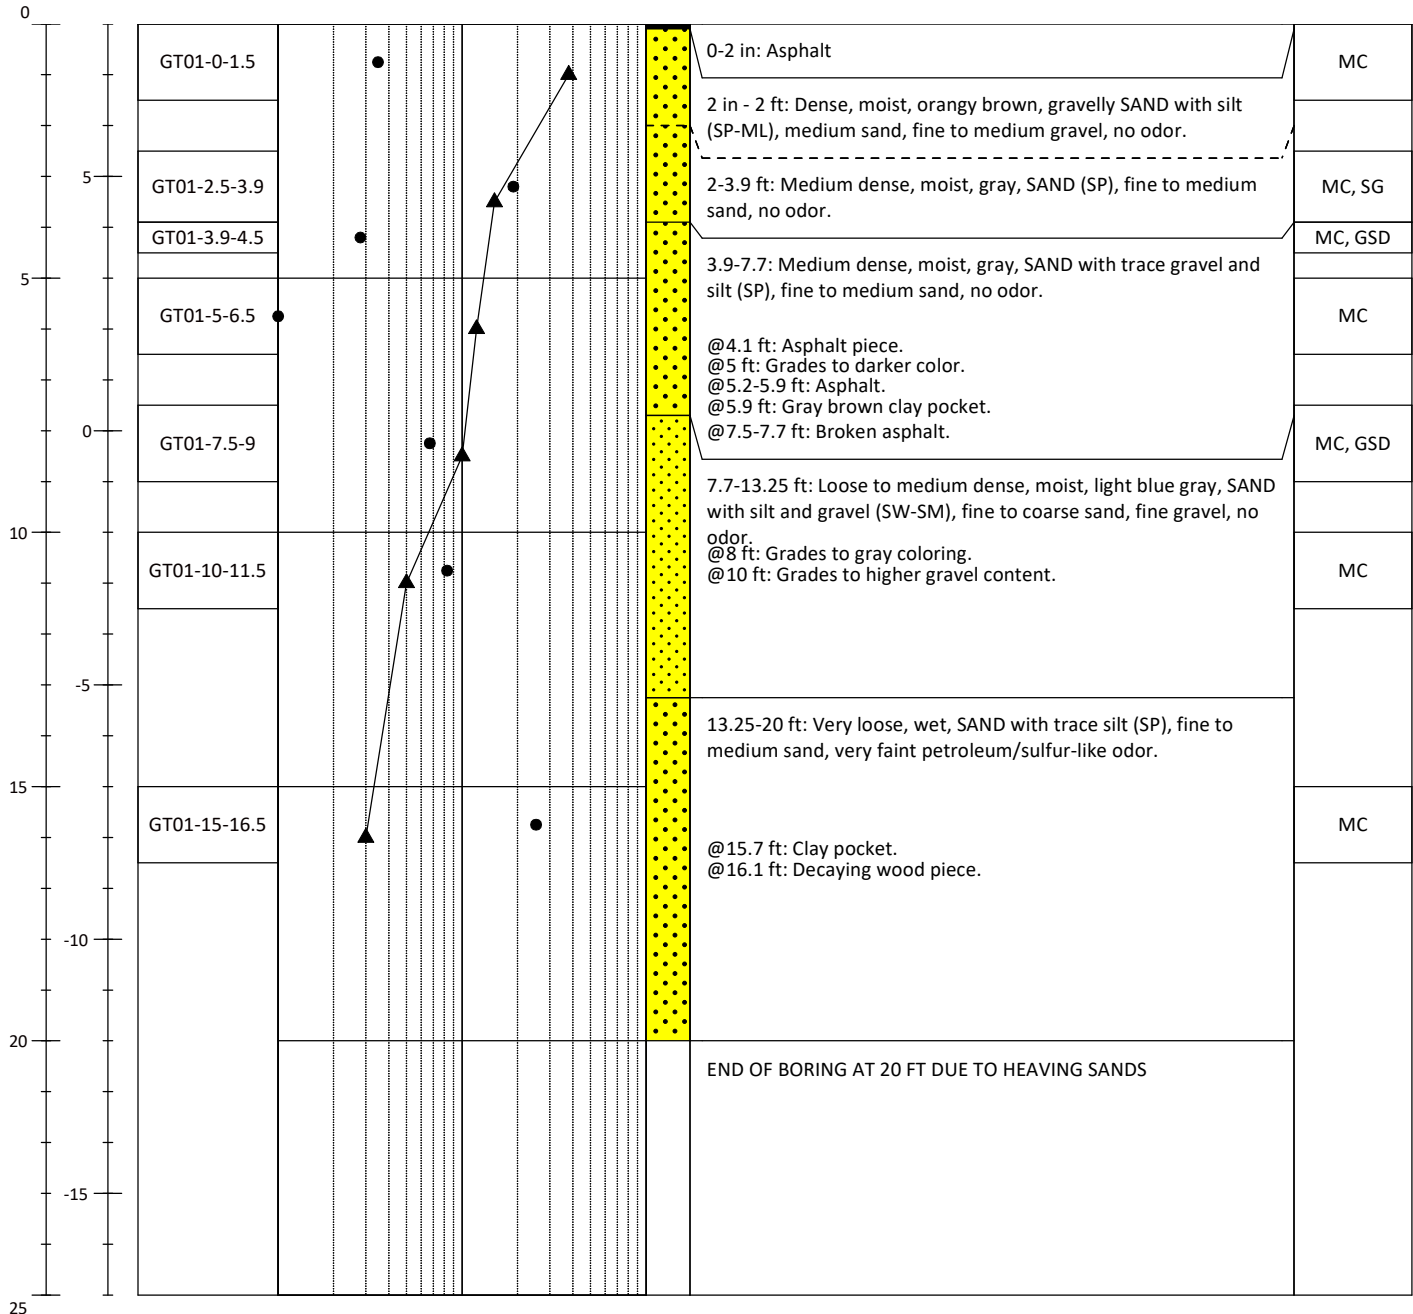 0
GT01-0-1.5
0-2 in: Asphalt
MC
2 in - 2 ft: Dense, moist, orangy brown, gravelly SAND with silt
(SP-ML), medium sand, fine to medium gravel, no odor.
5
GT01-2.5-3.9
2-3.9 ft: Medium dense, moist, gray, SAND (SP), fine to medium
sand, no odor.
MC, SG
GT01-3.9-4.5
MC, GSD
3.9-7.7: Medium dense, moist, gray, SAND with trace gravel and
silt (SP), fine to medium sand, no odor.
5
GT01-5-6.5
MC
@4.1 ft: Asphalt piece.
@5 ft: Grades to darker color.
@5.2-5.9 ft: Asphalt.
@5.9 ft: Gray brown clay pocket.
@7.5-7.7 ft: Broken asphalt.
0
GT01-7.5-9
MC, GSD
7.7-13.25 ft: Loose to medium dense, moist, light blue gray, SAND
with silt and gravel (SW-SM), fine to coarse sand, fine gravel, no
odor.
10
@8 ft: Grades to gray coloring.
@10 ft: Grades to higher gravel content.
GT01-10-11.5
MC
-5
13.25-20 ft: Very loose, wet, SAND with trace silt (SP), fine to
medium sand, very faint petroleum/sulfur-like odor.
15
GT01-15-16.5
MC
@15.7 ft: Clay pocket.
@16.1 ft: Decaying wood piece.
-10
20
END OF BORING AT 20 FT DUE TO HEAVING SANDS
-15
25